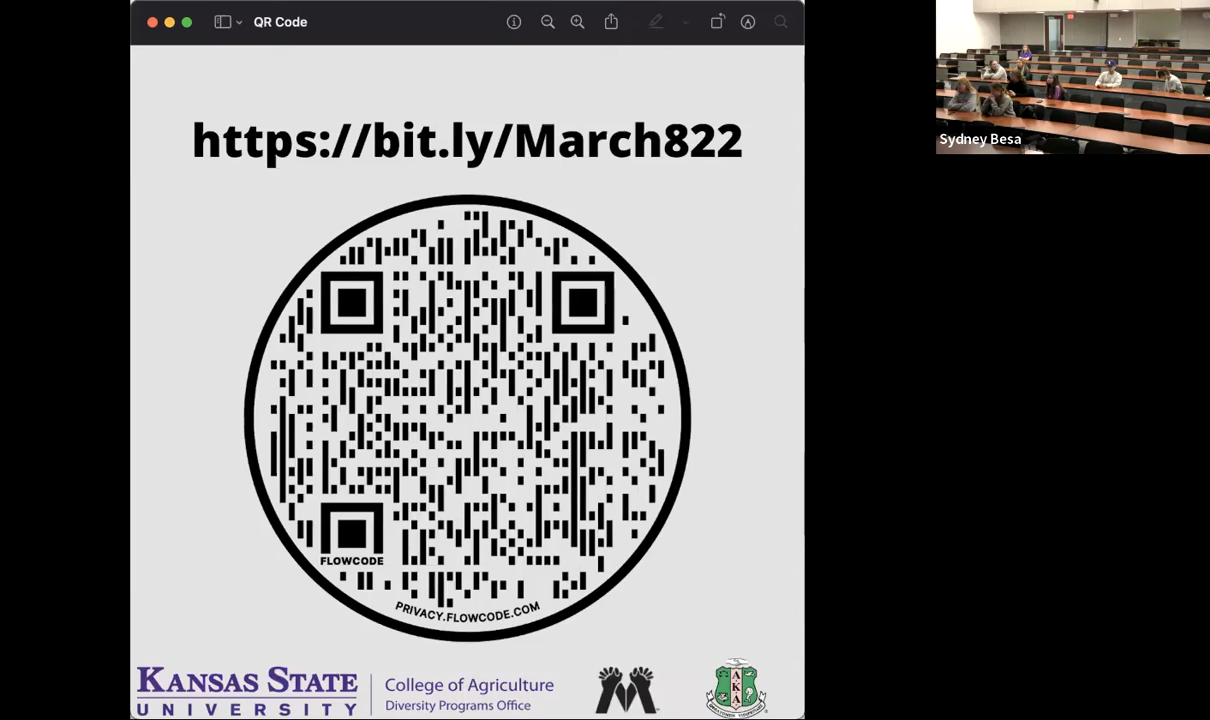 QR Code
Sydney Besa
https://bit.ly/March822
FLOWCODE
PRIVACY.FLOWCODE.COM
KANSAS STATE
UNIVERSITY
College of Agriculture
Diversity Programs Office
M
AKA